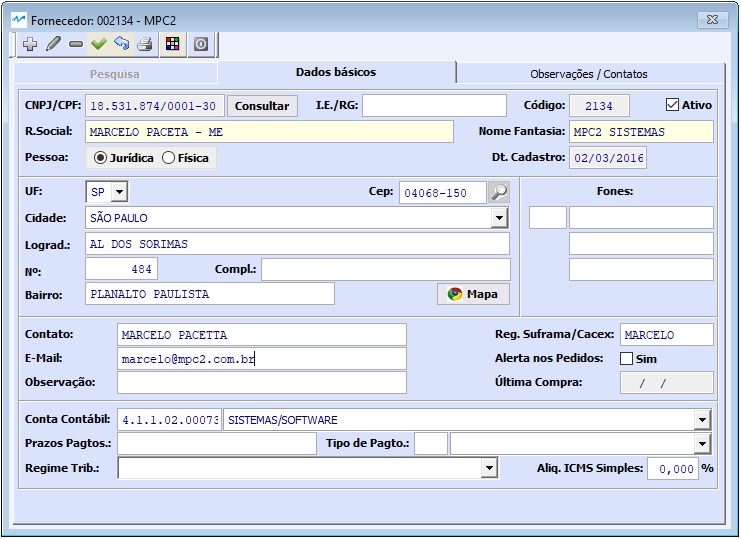 Fornecedor: 002134 - MPC2
Pesquisa Dados básicos Observações / Contatos
CNPJ/CPF: 18.531.874/0001-30 Consultar I.E./RG: Código: 2134 Ativo
R.Social: MARCELO PACETA - ME Nome Fantasia: MPC2 SISTEMAS
Pessoa: Jurídica Física Dt. Cadastro: 02/03/2016
UF: SP Cep: 04068-150 Fones:
Cidade: SÃO PAULO
Lograd.: AL DOS SORIMAS
Nº: 484 Compl.:
Bairro: PLANALTO PAULISTA Mapa
Contato: MARCELO PACETTA Reg. Suframa/Cacex: MARCELO
E-Mail: marcelo@mpc2.com.br Alerta nos Pedidos: Sim
Observação: Última Compra: / /
Conta Contábil: 4.1.1.02.00073 SISTEMAS/SOFTWARE
Prazos Pagtos.: Tipo de Pagto.:
Regime Trib.: Aliq. ICMS Simples: 0,000 %